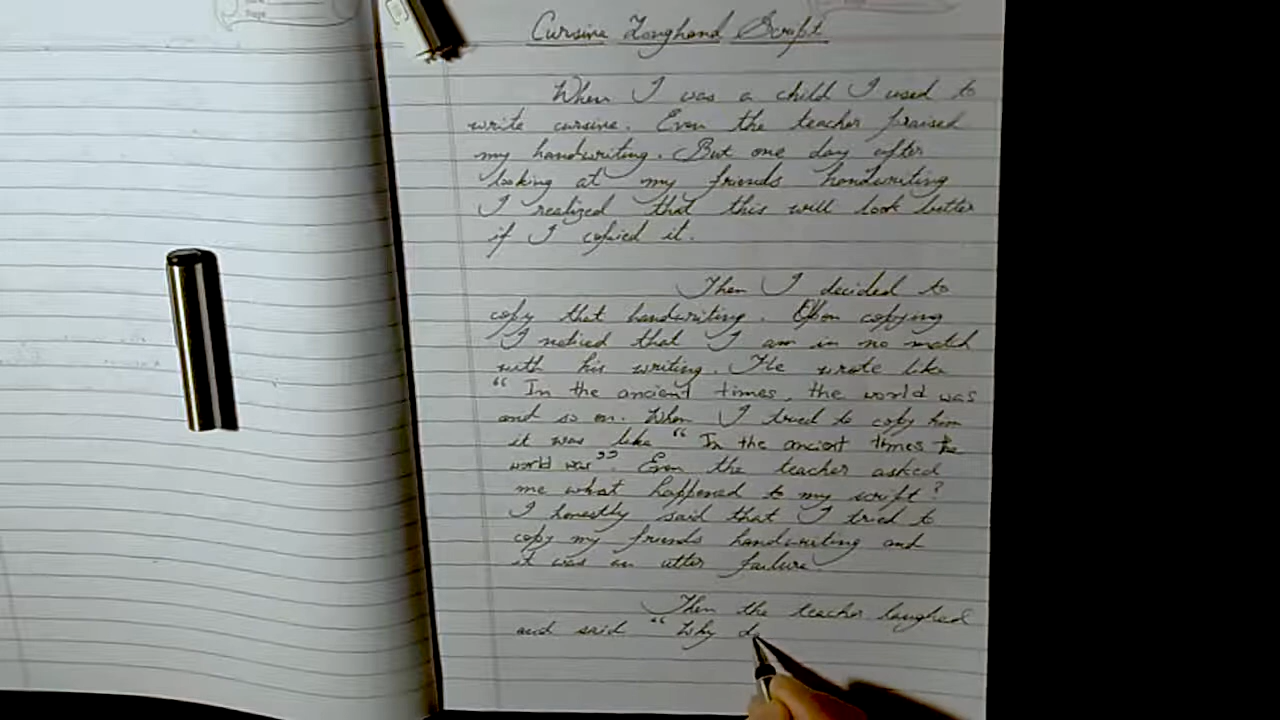 Cursive Longhand Script
When I was a child I used to
write cursive. Even the teacher praised
my handwriting. But one day after
looking at my friends handwriting
I realized that this will look better
if I copied it.
Then I decided to
copy that handwriting. Upon copying
I noticed that I am in no match
with his writing. He wrote like
“ In the ancient times, the world was
and so on. When I tried to copy him
it was like “ In the ancient times the
world was”. Even the teacher asked
me what happened to my script?
I honestly said that I tried to
copy my friends handwriting and
it was an utter failure.
Then the teacher laughed
and said “ Why do